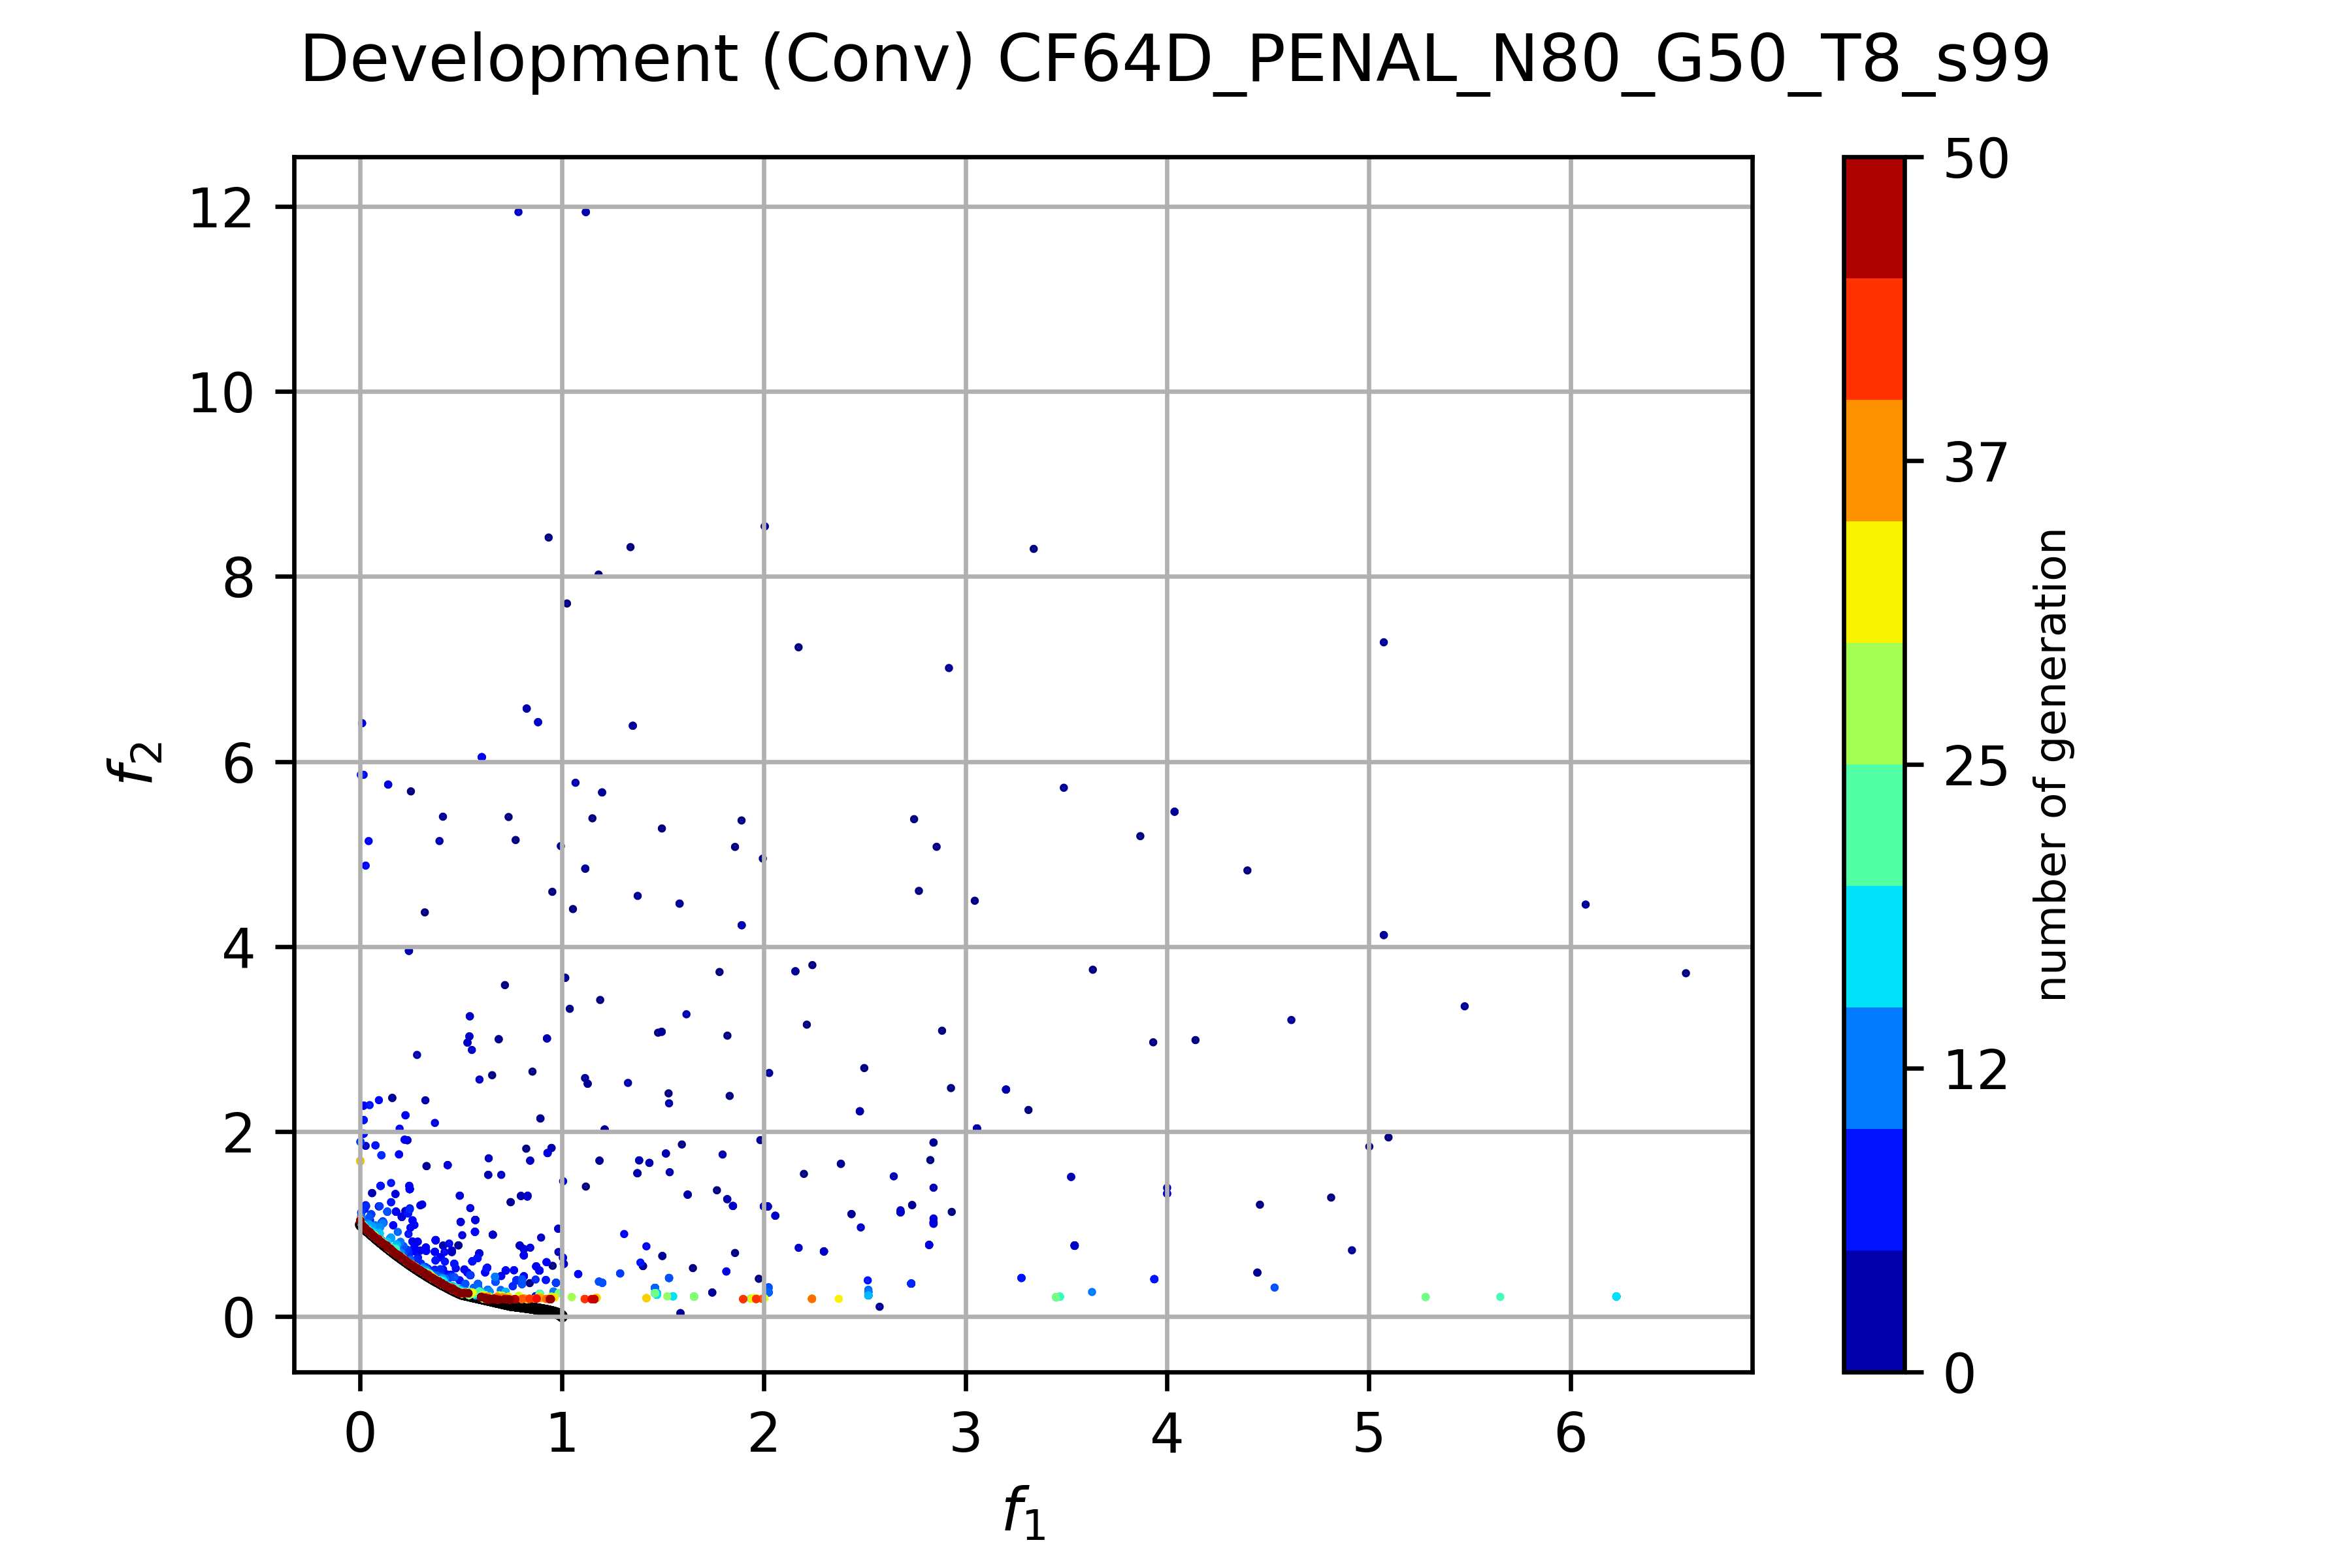 Development (Conv) CF64D_PENAL_N80_G50_T8_s99
12
10
8
6
4
2
0
f2
0 1 2 3 4 5 6
f1
50
37
25
12
0
number of generation